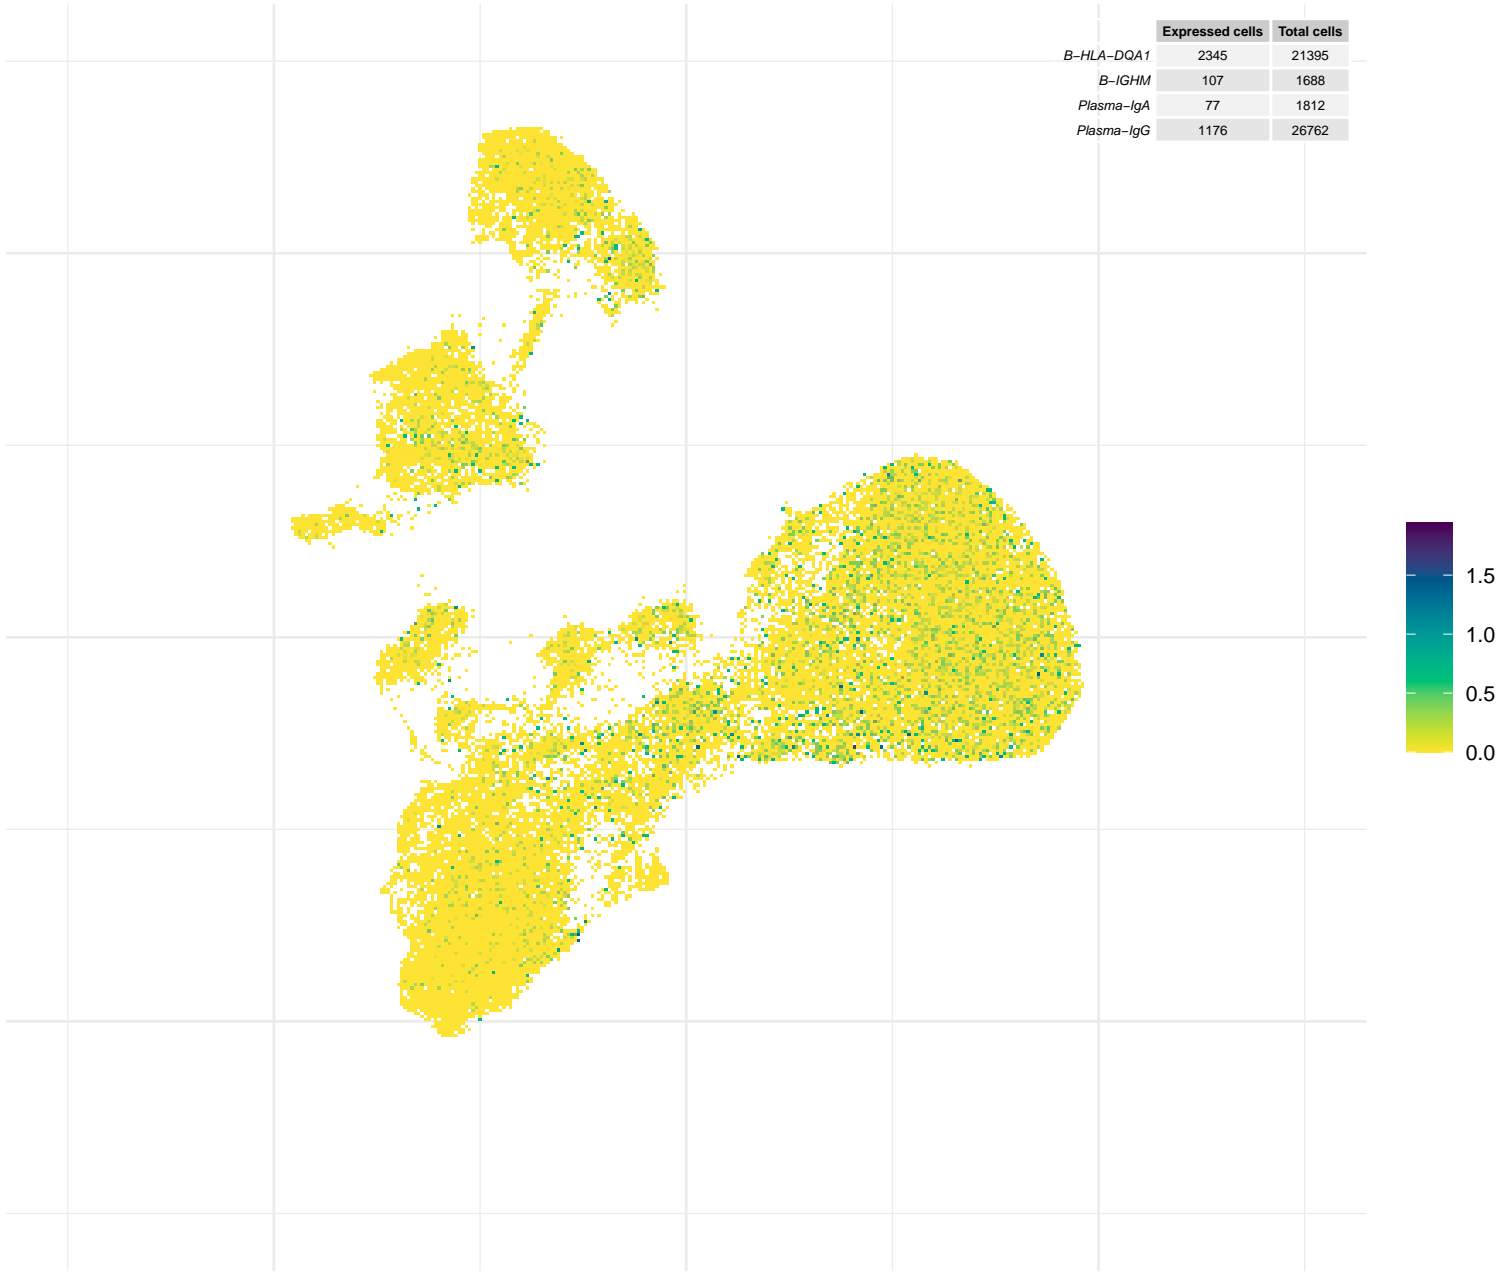 Expressed cells Total cells
B−HLA−DQA1 2345 21395
B−IGHM 107 1688
Plasma−IgA 77 1812
Plasma−IgG 1176 26762
1.5
1.0
0.5
0.0